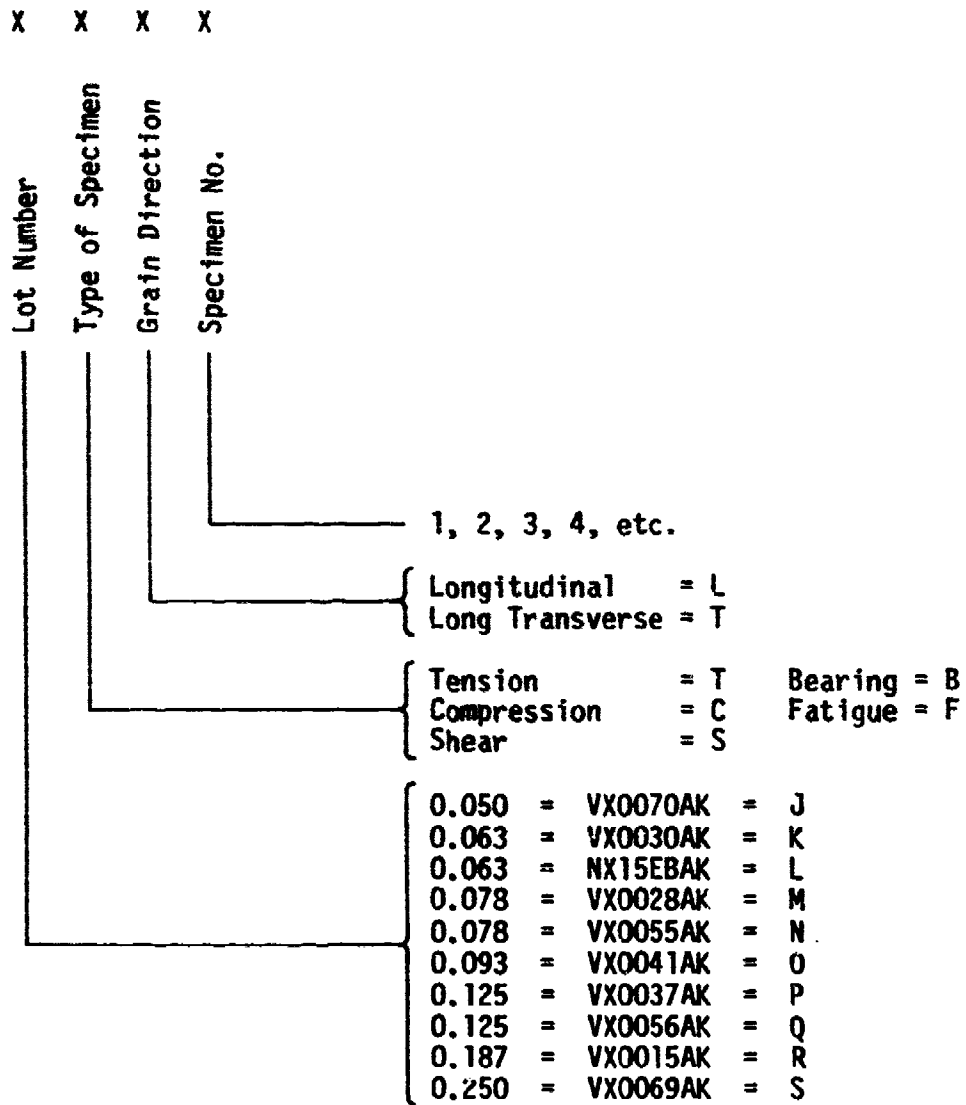 X X X X
Lot Number
Type of Specimen
Grain Direction
Specimen No.
1, 2, 3, 4, etc.
Longitudinal = L
Long Transverse = T
Tension = T Bearing = B
Compression = C Fatigue = F
Shear = S
0.050 = VX0070AK = J
0.063 = VX0030AK = K
0.063 = NX15EBAK = L
0.078 = VX0028AK = M
0.078 = VX0055AK = N
0.093 = VX0041AK = O
0.125 = VX0037AK = P
0.125 = VX0056AK = Q
0.187 = VX0015AK = R
0.250 = VX0069AK = S